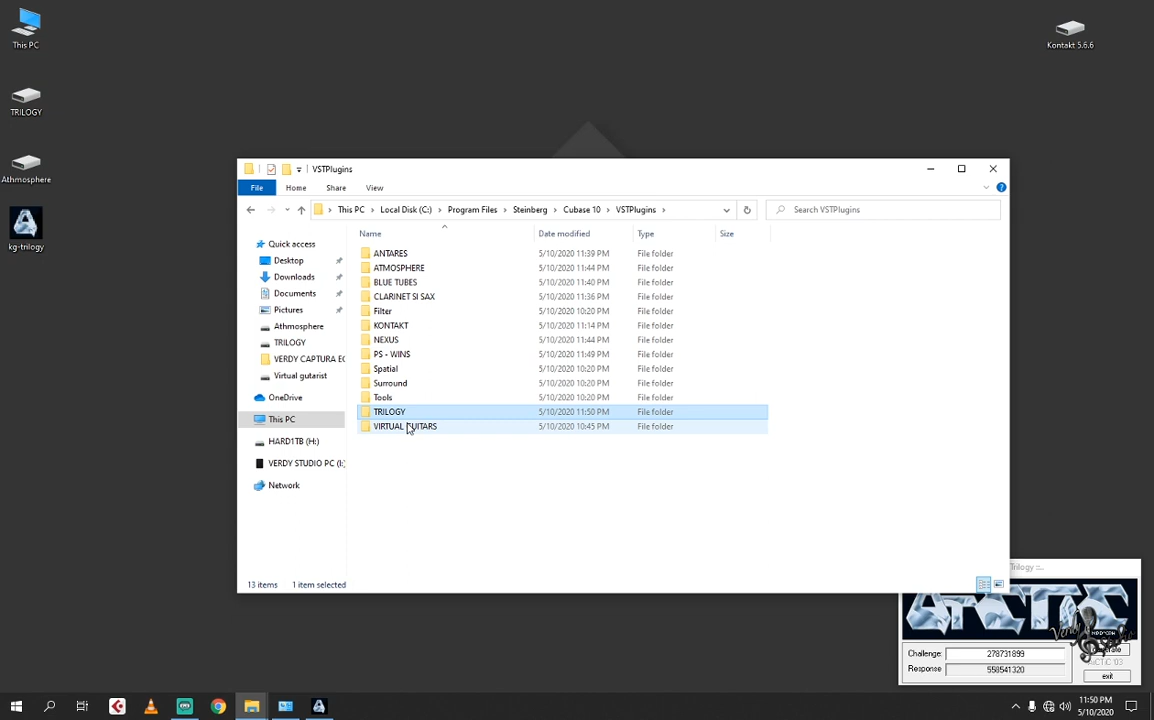 This PC
TRILOGY
Athmosphere
kg-trilogy
Kontakt 5.6.6
VSTPlugins
File Home Share View
This PC Local Disk (C:) Program Files Steinberg Cubase 10 VSTPlugins
Search VSTPlugins
Name Date modified Type Size
Quick access
Desktop
Downloads
Documents
Pictures
Athmosphere
TRILOGY
VERDY CAPTURA EC
Virtual gutarist
OneDrive
This PC
HARD1TB (H:)
VERDY STUDIO PC (I:)
Network
ANTARES 5/10/2020 11:39 PM File folder
ATMOSPHERE 5/10/2020 11:44 PM File folder
BLUE TUBES 5/10/2020 11:40 PM File folder
CLARINET SI SAX 5/10/2020 11:36 PM File folder
Filter 5/10/2020 10:20 PM File folder
KONTAKT 5/10/2020 11:14 PM File folder
NEXUS 5/10/2020 11:44 PM File folder
PS - WINS 5/10/2020 11:49 PM File folder
Spatial 5/10/2020 10:20 PM File folder
Surround 5/10/2020 10:20 PM File folder
Tools 5/10/2020 10:20 PM File folder
TRILOGY 5/10/2020 11:50 PM File folder
VIRTUAL GUITARS 5/10/2020 10:45 PM File folder
13 items 1 item selected
Trilogy ::..
ArCTiC
Challenge: 278731899
Response 558541320
AiCTiC '03
exit
11:50 PM
5/10/2020